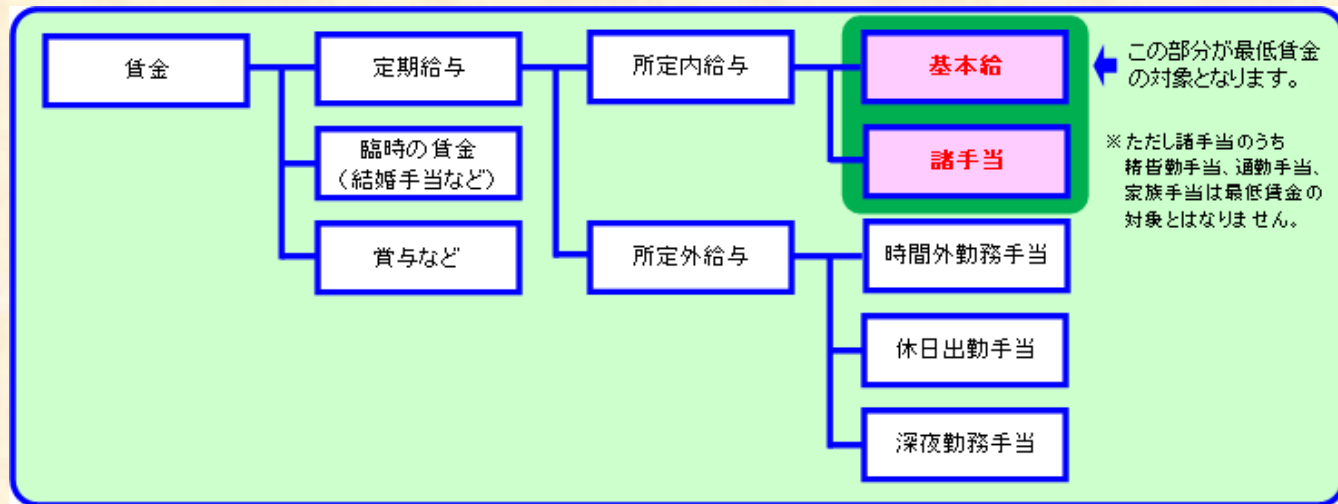 賃金
定期給与
所定内給与
基本給
この部分が最低賃金
の対象となります。
臨時の賃金
（結婚手当など）
諸手当
※ただし諸手当のうち
精皆勤手当、通勤手当、
家族手当は最低賃金の
対象とはなりません。
賞与など
所定外給与
時間外勤務手当
休日出勤手当
深夜勤務手当